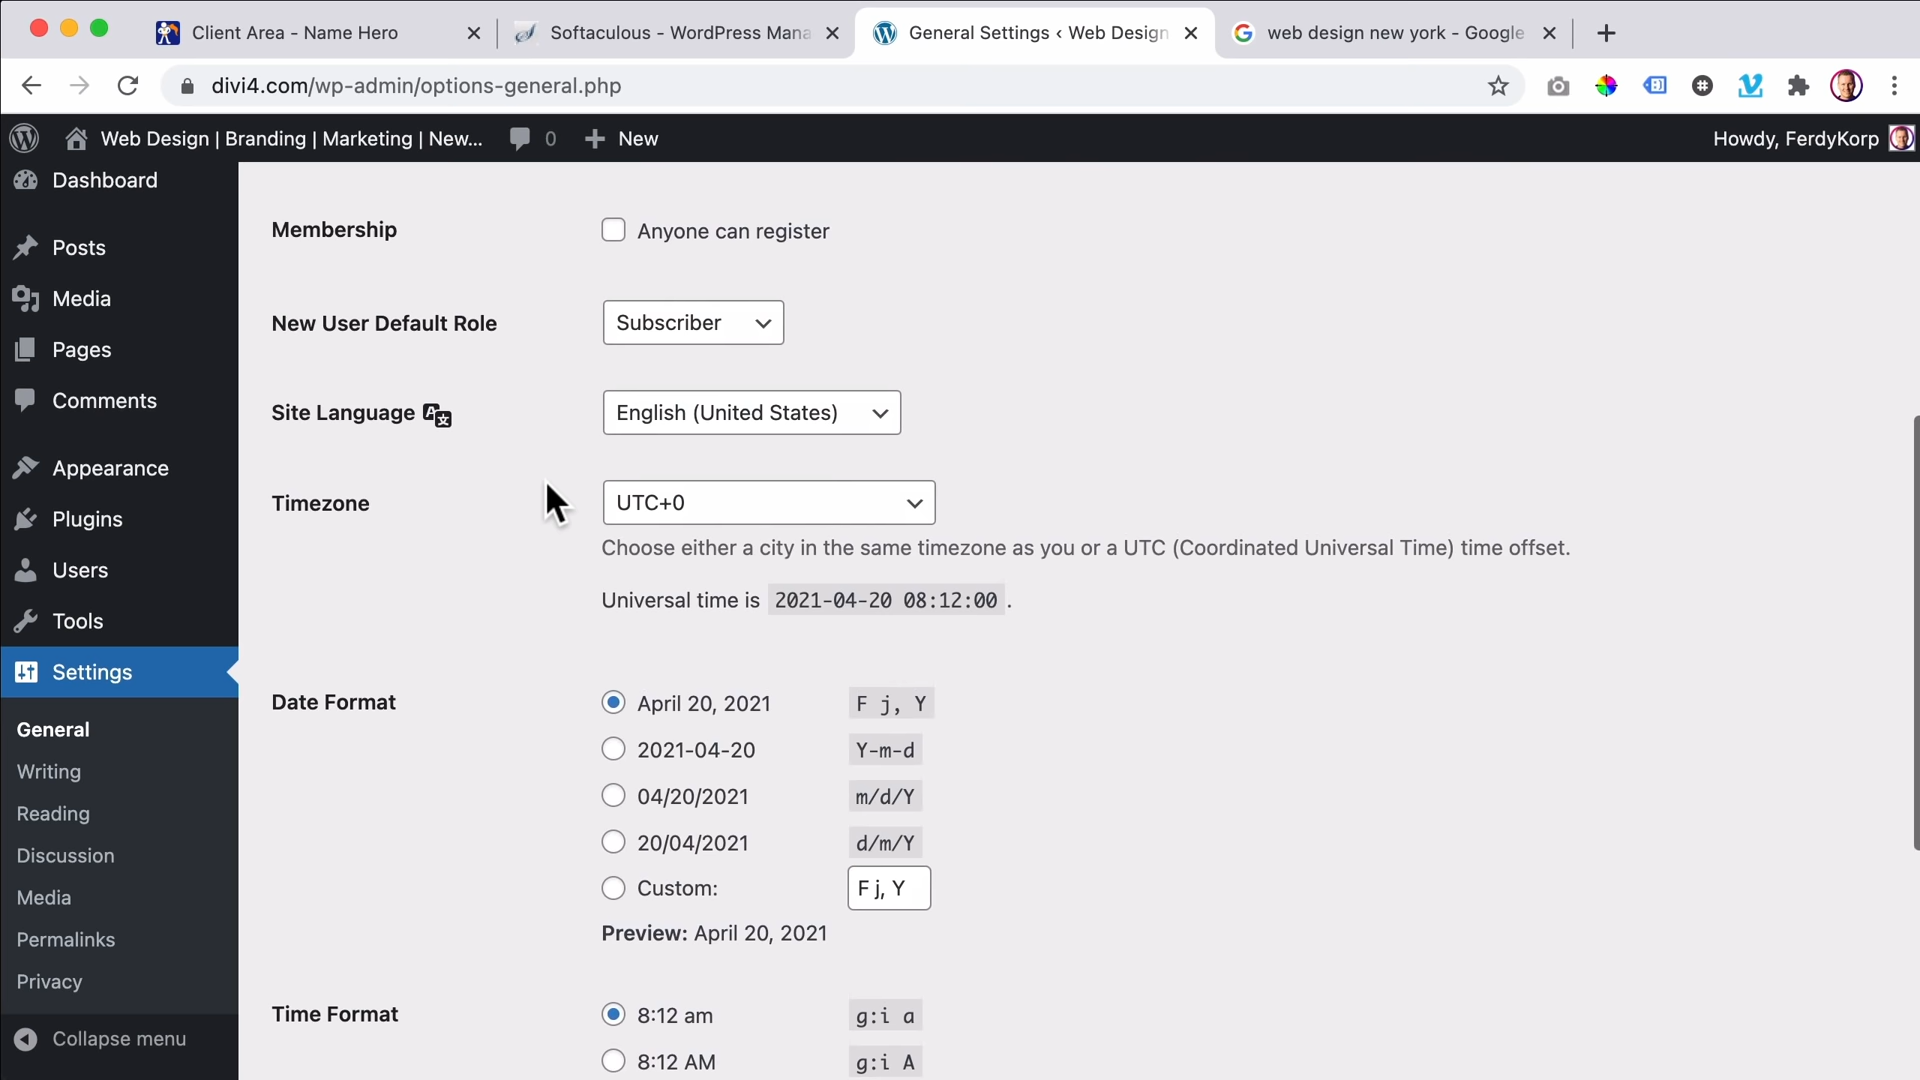 Client Area - Name Hero
Softaculous - WordPress Mana
General Settings ‹ Web Design
web design new york - Google
divi4.com/wp-admin/options-general.php
Web Design | Branding | Marketing | New...
0
New
Howdy, FerdyKorp
Dashboard
Posts
Media
Pages
Comments
Appearance
Plugins
Users
Tools
Settings
General
Writing
Reading
Discussion
Media
Permalinks
Privacy
Collapse menu
Membership
Anyone can register
New User Default Role
Subscriber
Site Language
English (United States)
Timezone
UTC+0
Choose either a city in the same timezone as you or a UTC (Coordinated Universal Time) time offset.
Universal time is 2021-04-20 08:12:00 .
Date Format
April 20, 2021 F j, Y
2021-04-20 Y-m-d
04/20/2021 m/d/Y
20/04/2021 d/m/Y
Custom: F j, Y
Preview: April 20, 2021
Time Format
8:12 am g:i a
8:12 AM g:i A